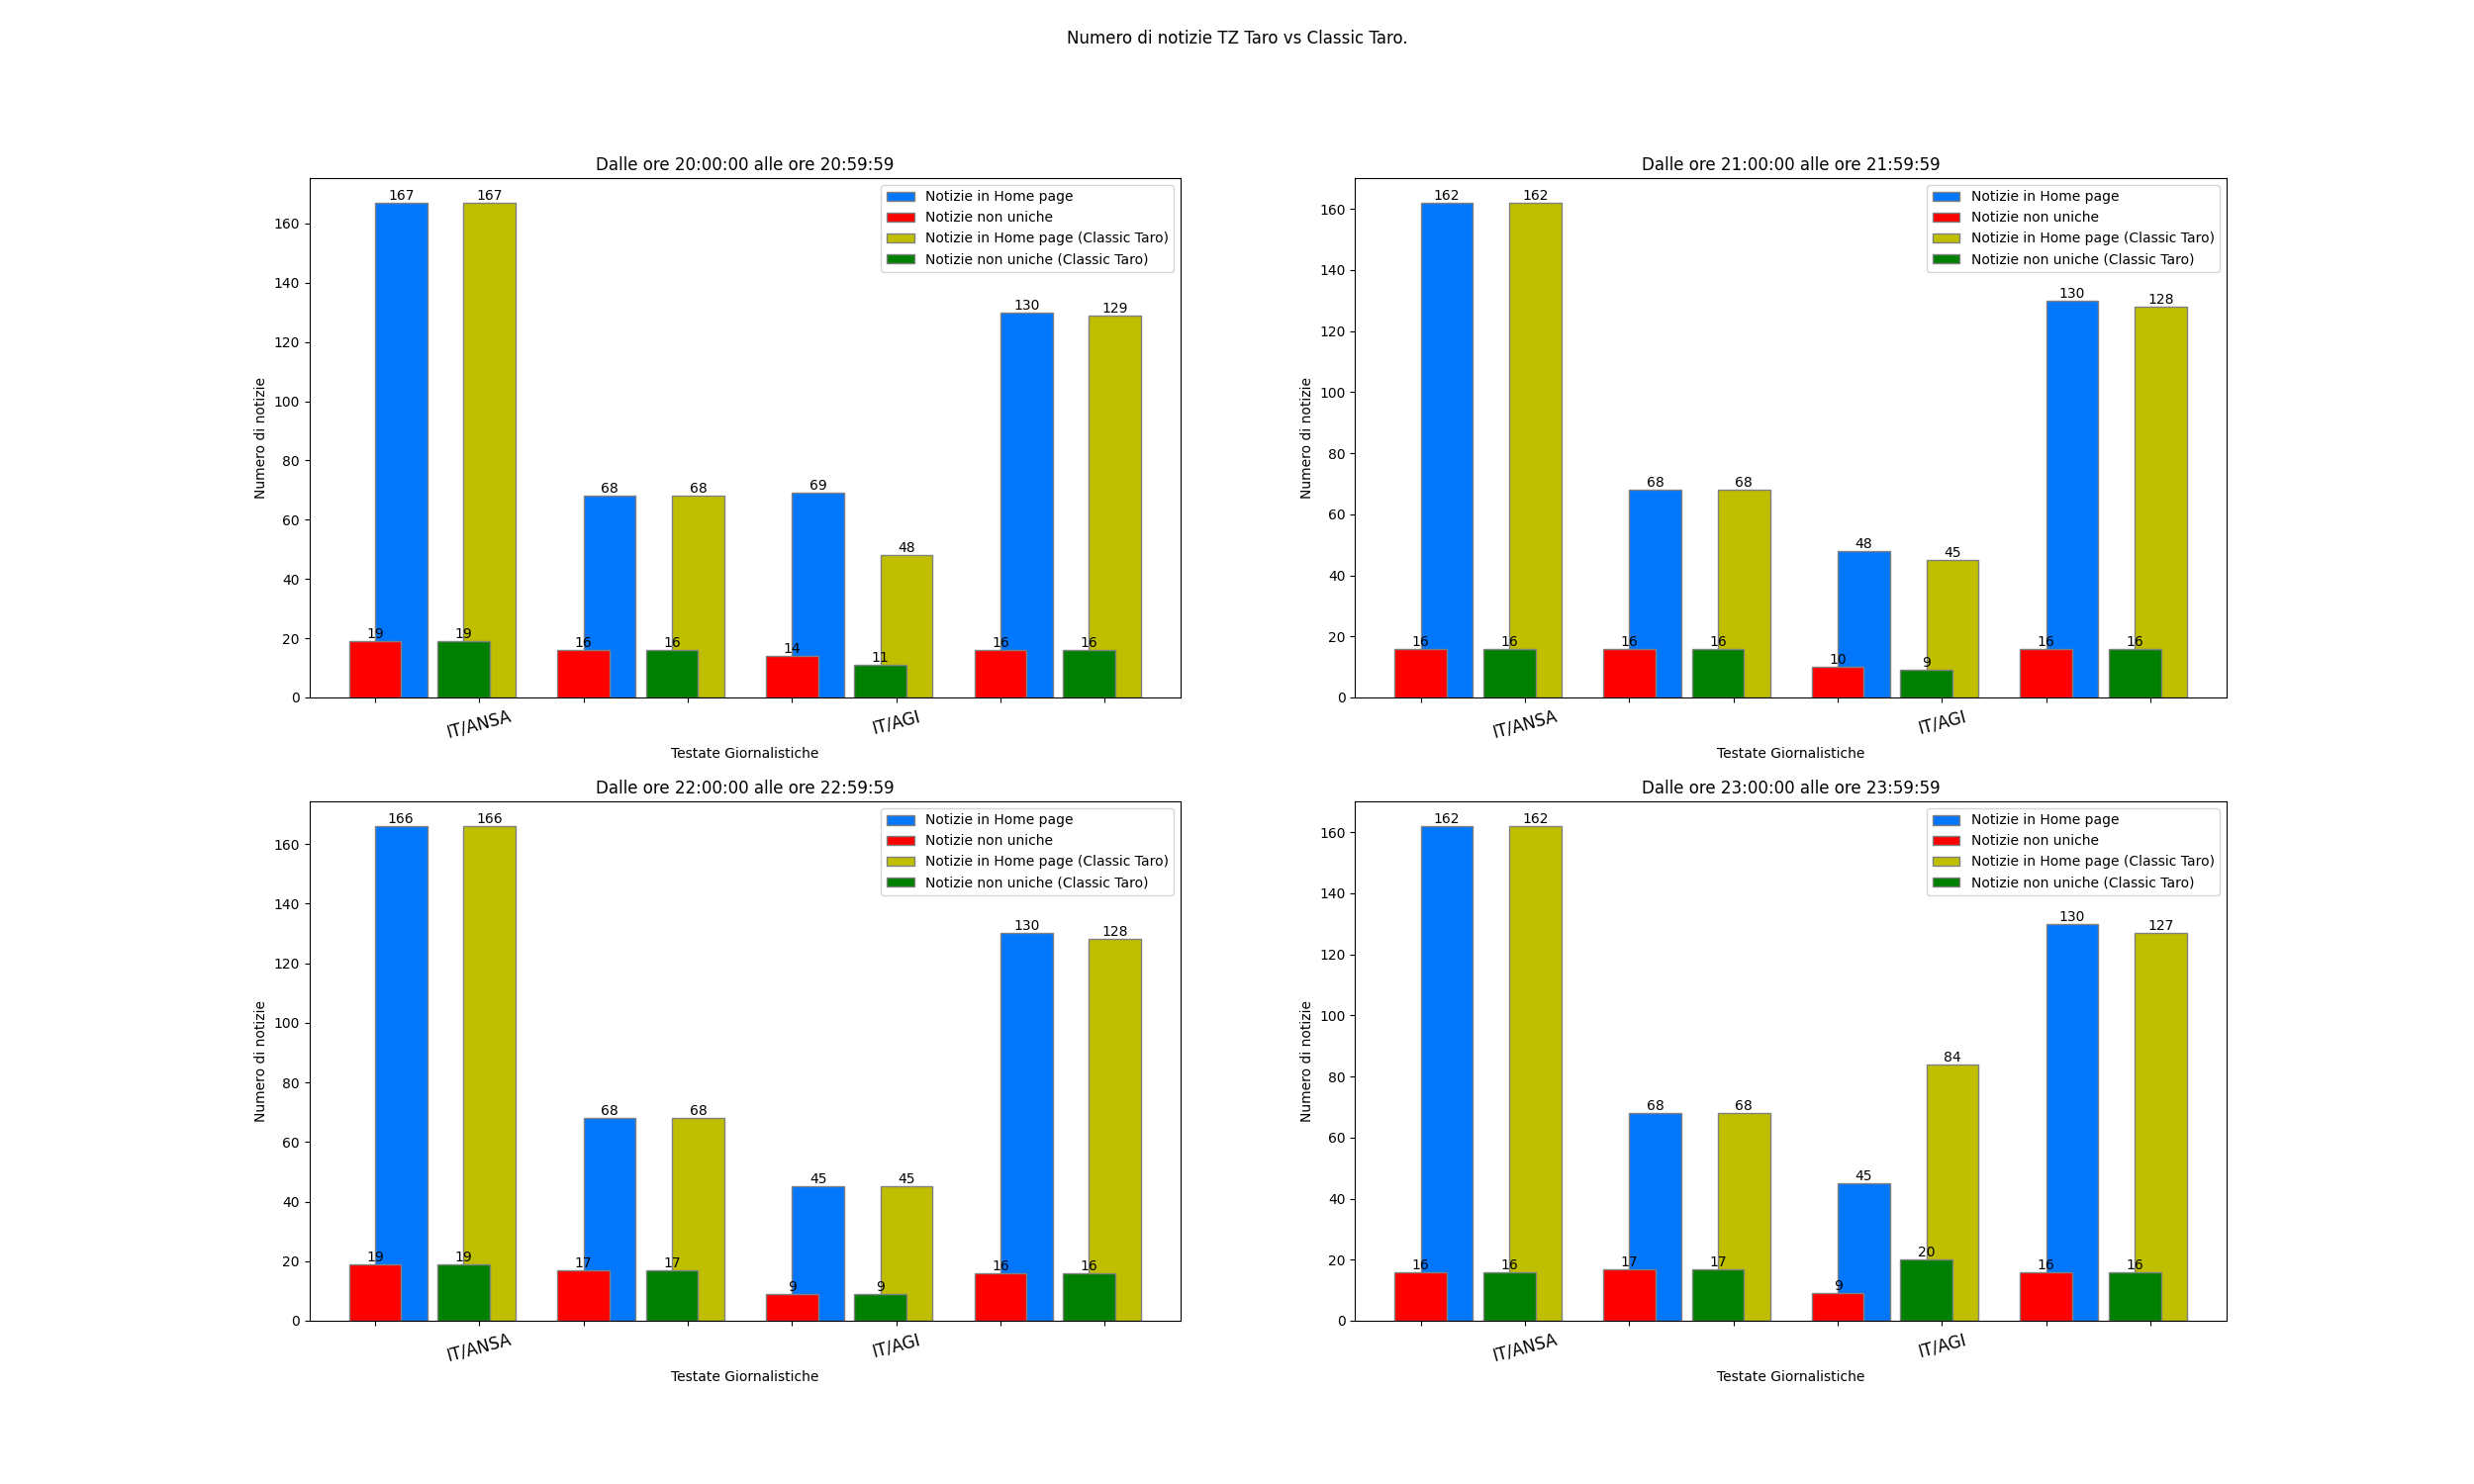 Numero di notizie TZ Taro vs Classic Taro.
Dalle ore 20:00:00 alle ore 20:59:59
Notizie in Home page
Notizie non uniche
Notizie in Home page (Classic Taro)
Notizie non uniche (Classic Taro)
Numero di notizie
160
140
120
100
80
60
40
20
0
167 167 68 68 69 48 130 129
19 19 16 16 14 11 16 16
IT/ANSA IT/AGI
Testate Giornalistiche
Dalle ore 21:00:00 alle ore 21:59:59
Notizie in Home page
Notizie non uniche
Notizie in Home page (Classic Taro)
Notizie non uniche (Classic Taro)
Numero di notizie
160
140
120
100
80
60
40
20
0
162 162 68 68 48 45 130 128
16 16 16 16 10 9 16 16
IT/ANSA IT/AGI
Testate Giornalistiche
Dalle ore 22:00:00 alle ore 22:59:59
Notizie in Home page
Notizie non uniche
Notizie in Home page (Classic Taro)
Notizie non uniche (Classic Taro)
Numero di notizie
160
140
120
100
80
60
40
20
0
166 166 68 68 45 45 130 128
19 19 17 17 9 9 16 16
IT/ANSA IT/AGI
Testate Giornalistiche
Dalle ore 23:00:00 alle ore 23:59:59
Notizie in Home page
Notizie non uniche
Notizie in Home page (Classic Taro)
Notizie non uniche (Classic Taro)
Numero di notizie
160
140
120
100
80
60
40
20
0
162 162 68 68 45 84 130 127
16 16 17 17 9 20 16 16
IT/ANSA IT/AGI
Testate Giornalistiche